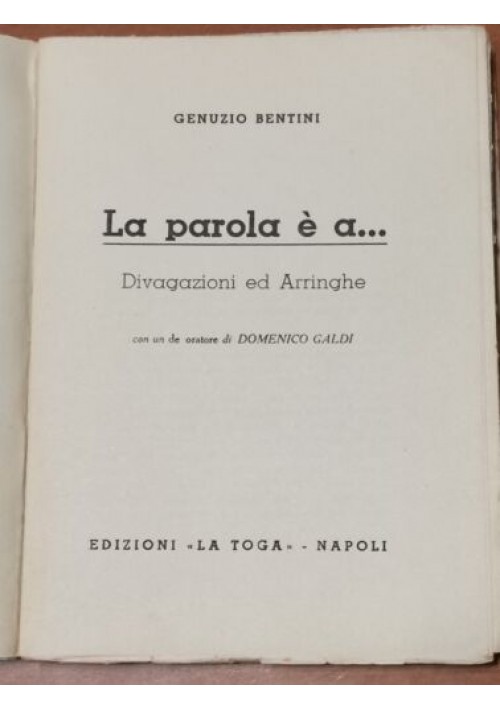 GENUZIO BENTINI
La parola è a...
Divagazioni ed Arringhe
con un de oratore di DOMENICO GALDI
EDIZIONI «LA TOGA» - NAPOLI